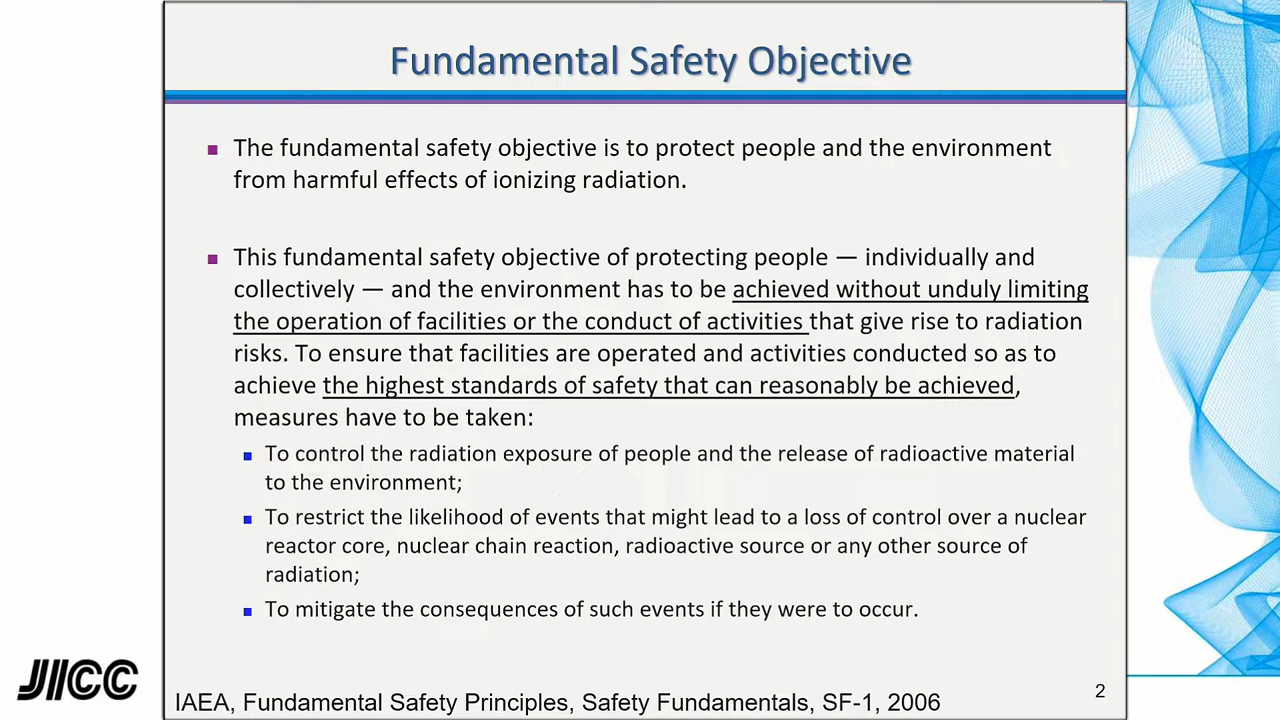 Fundamental Safety Objective
The fundamental safety objective is to protect people and the environment
from harmful effects of ionizing radiation.
This fundamental safety objective of protecting people — individually and
collectively — and the environment has to be achieved without unduly limiting
the operation of facilities or the conduct of activities that give rise to radiation
risks. To ensure that facilities are operated and activities conducted so as to
achieve the highest standards of safety that can reasonably be achieved,
measures have to be taken:
To control the radiation exposure of people and the release of radioactive material
to the environment;
To restrict the likelihood of events that might lead to a loss of control over a nuclear
reactor core, nuclear chain reaction, radioactive source or any other source of
radiation;
To mitigate the consequences of such events if they were to occur.
JICC
IAEA, Fundamental Safety Principles, Safety Fundamentals, SF-1, 2006
2